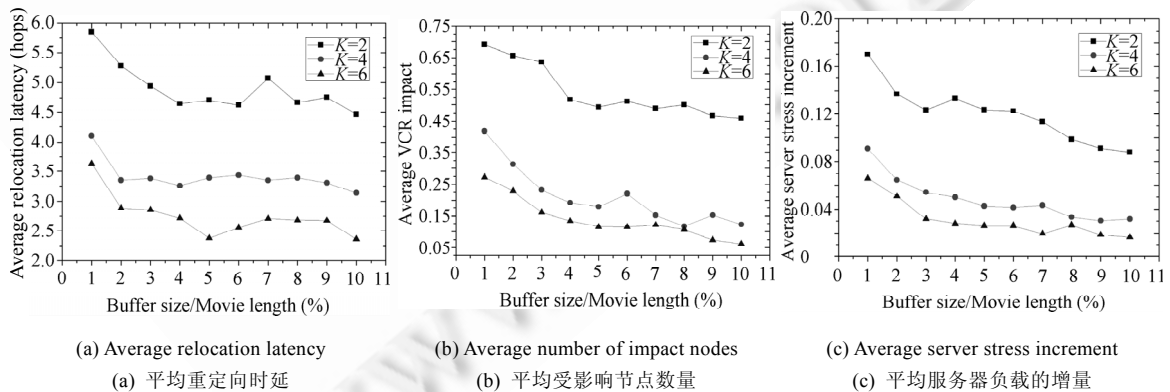 Average relocation latency (hops)
6.0
5.5
5.0
4.5
4.0
3.5
3.0
2.5
2.0
K=2
K=4
K=6
0 1 2 3 4 5 6 7 8 9 10 11
Buffer size/Movie length (%)
(a) Average relocation latency
(a) 平均重定向时延
Average VCR impact
0.75
0.65
0.55
0.45
0.35
0.25
0.15
0.05
K=2
K=4
K=6
0 1 2 3 4 5 6 7 8 9 10 11
Buffer size/Movie length (%)
(b) Average number of impact nodes
(b) 平均受影响节点数量
Average server stress increment
0.20
0.16
0.12
0.08
0.04
0
K=2
K=4
K=6
0 1 2 3 4 5 6 7 8 9 10 11
Buffer size/Movie length (%)
(c) Average server stress increment
(c) 平均服务器负载的增量